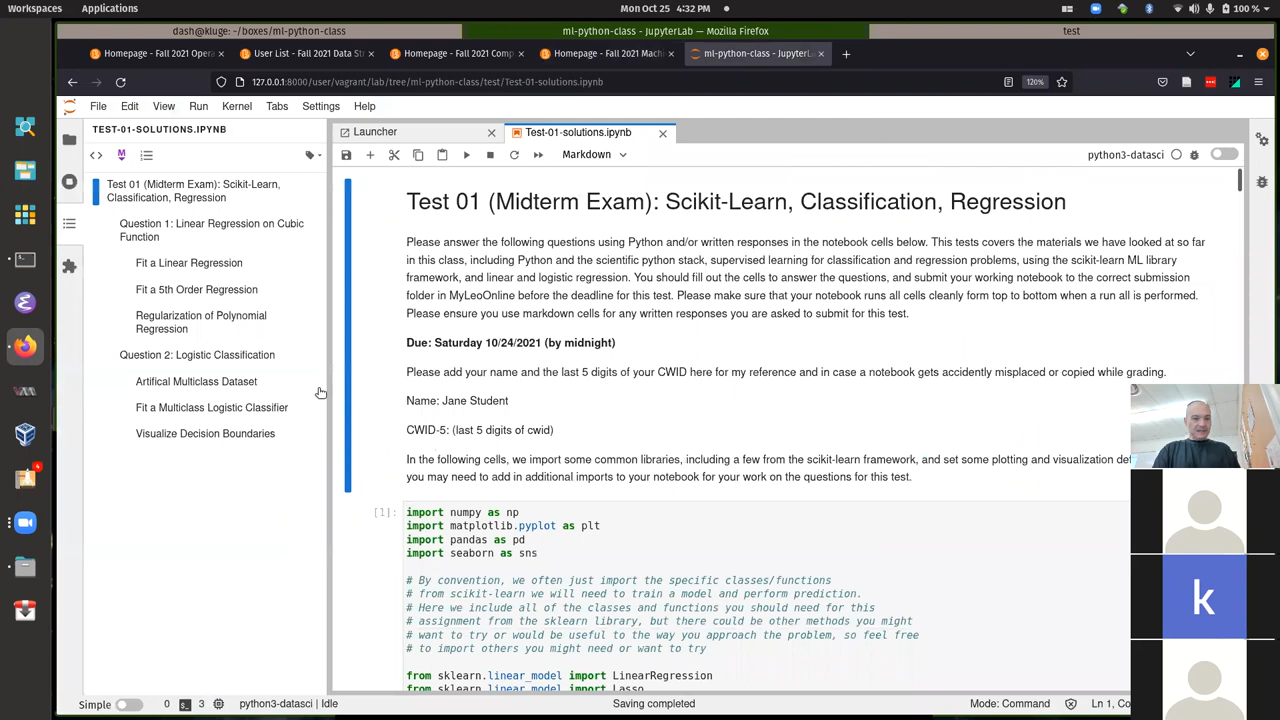 Workspaces Applications Mon Oct 25 4:32 PM 100 %
dash@kluge: ~/boxes/ml-python-class ml-python-class - JupyterLab — Mozilla Firefox test
Homepage - Fall 2021 Opera User List - Fall 2021 Data Str Homepage - Fall 2021 Comp Homepage - Fall 2021 Machi ml-python-class - JupyterLab
127.0.0.1:8000/user/vagrant/lab/tree/ml-python-class/test/Test-01-solutions.ipynb 120%
File Edit View Run Kernel Tabs Settings Help
TEST-01-SOLUTIONS.IPYNB
Test 01 (Midterm Exam): Scikit-Learn,
Classification, Regression
Question 1: Linear Regression on Cubic
Function
Fit a Linear Regression
Fit a 5th Order Regression
Regularization of Polynomial
Regression
Question 2: Logistic Classification
Artifical Multiclass Dataset
Fit a Multiclass Logistic Classifier
Visualize Decision Boundaries
Launcher Test-01-solutions.ipynb
Markdown python3-datasci
Test 01 (Midterm Exam): Scikit-Learn, Classification, Regression
Please answer the following questions using Python and/or written responses in the notebook cells below. This tests covers the materials we have looked at so far
in this class, including Python and the scientific python stack, supervised learning for classification and regression problems, using the scikit-learn ML library
framework, and linear and logistic regression. You should fill out the cells to answer the questions, and submit your working notebook to the correct submission
folder in MyLeoOnline before the deadline for this test. Please make sure that your notebook runs all cells cleanly form top to bottom when a run all is performed.
Please ensure you use markdown cells for any written responses you are asked to submit for this test.
Due: Saturday 10/24/2021 (by midnight)
Please add your name and the last 5 digits of your CWID here for my reference and in case a notebook gets accidently misplaced or copied while grading.
Name: Jane Student
CWID-5: (last 5 digits of cwid)
In the following cells, we import some common libraries, including a few from the scikit-learn framework, and set some plotting and visualization de
you may need to add in additional imports to your notebook for your work on the questions for this test.
[1]: import numpy as np
import matplotlib.pyplot as plt
import pandas as pd
import seaborn as sns
# By convention, we often just import the specific classes/functions
# from scikit-learn we will need to train a model and perform prediction.
# Here we include all of the classes and functions you should need for this
# assignment from the sklearn library, but there could be other methods you might
# want to try or would be useful to the way you approach the problem, so feel free
# to import others you might need or want to try
from sklearn.linear_model import LinearRegression
from sklearn.linear_model import Lasso
k
Simple 0 3 python3-datasci | Idle Saving completed Mode: Command Ln 1, Co